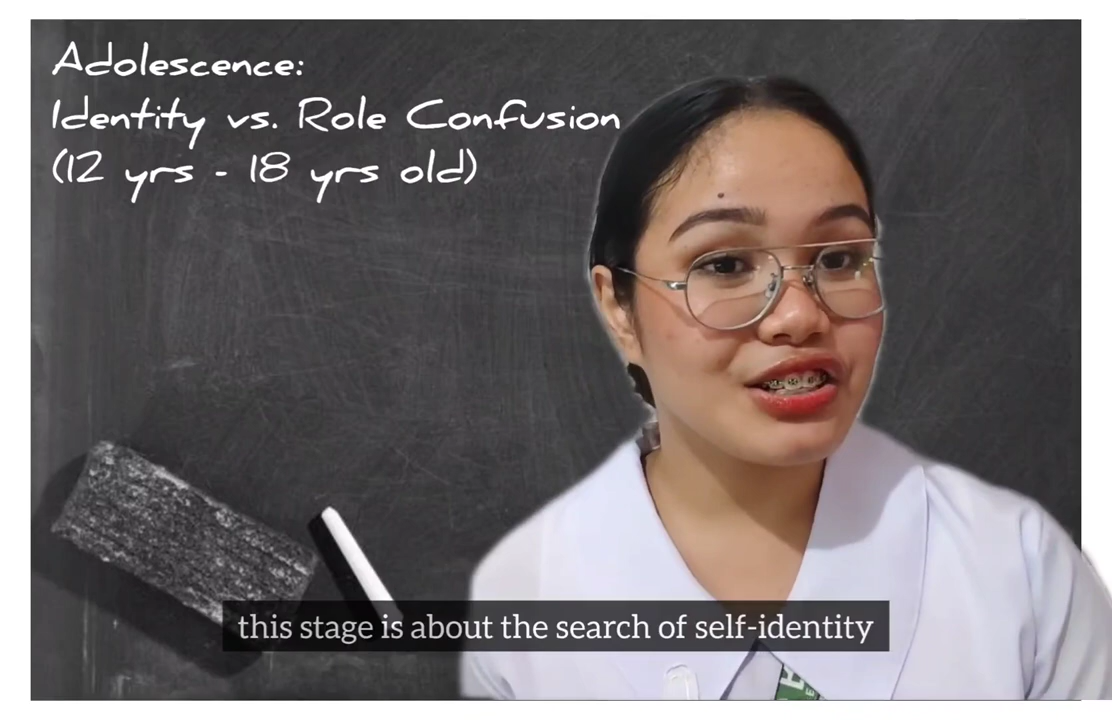 Adolescence:
Identity vs. Role Confusion
(12 yrs - 18 yrs old)
this stage is about the search of self-identity